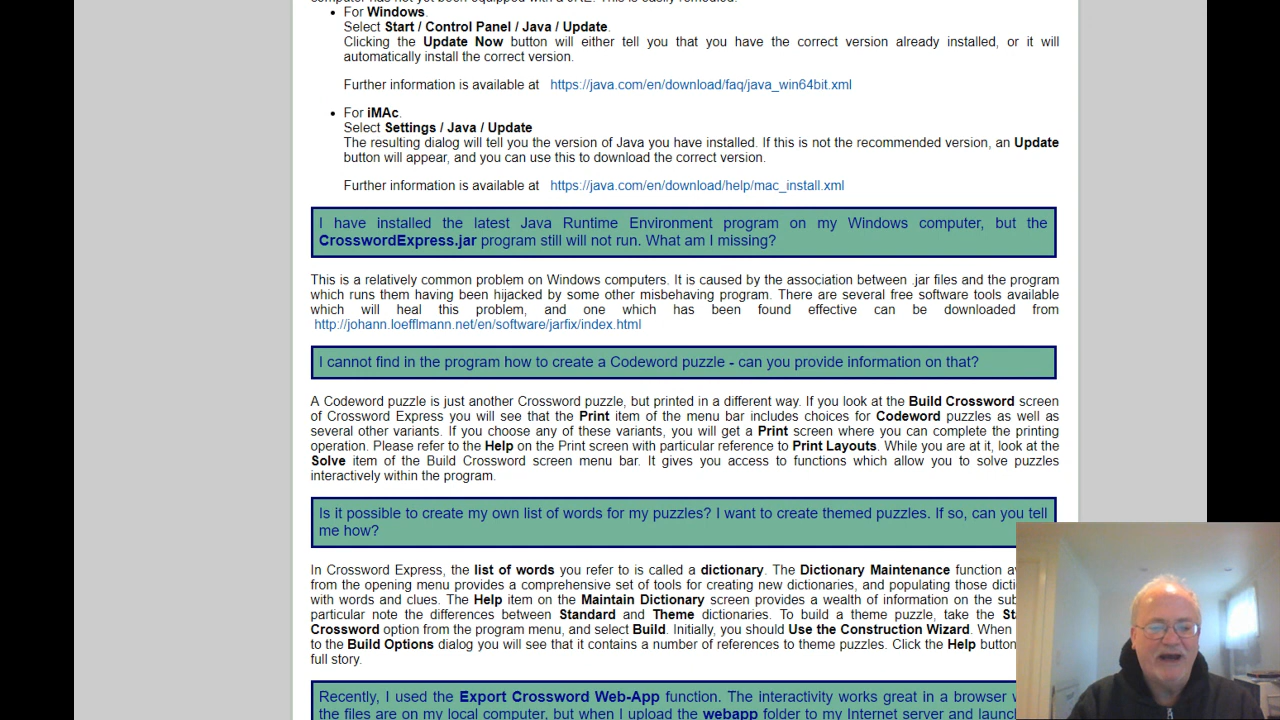 • For Windows.
Select Start / Control Panel / Java / Update.
Clicking the Update Now button will either tell you that you have the correct version already installed, or it will
automatically install the correct version.
Further information is available at https://java.com/en/download/faq/java_win64bit.xml
• For iMAc.
Select Settings / Java / Update
The resulting dialog will tell you the version of Java you have installed. If this is not the recommended version, an Update
button will appear, and you can use this to download the correct version.
Further information is available at https://java.com/en/download/help/mac_install.xml
I have installed the latest Java Runtime Environment program on my Windows computer, but the
CrosswordExpress.jar program still will not run. What am I missing?
This is a relatively common problem on Windows computers. It is caused by the association between .jar files and the program
which runs them having been hijacked by some other misbehaving program. There are several free software tools available
which will heal this problem, and one which has been found effective can be downloaded from
http://johann.loefflmann.net/en/software/jarfix/index.html
I cannot find in the program how to create a Codeword puzzle - can you provide information on that?
A Codeword puzzle is just another Crossword puzzle, but printed in a different way. If you look at the Build Crossword screen
of Crossword Express you will see that the Print item of the menu bar includes choices for Codeword puzzles as well as
several other variants. If you choose any of these variants, you will get a Print screen where you can complete the printing
operation. Please refer to the Help on the Print screen with particular reference to Print Layouts. While you are at it, look at the
Solve item of the Build Crossword screen menu bar. It gives you access to functions which allow you to solve puzzles
interactively within the program.
Is it possible to create my own list of words for my puzzles? I want to create themed puzzles. If so, can you tell
me how?
In Crossword Express, the list of words you refer to is called a dictionary. The Dictionary Maintenance function
from the opening menu provides a comprehensive set of tools for creating new dictionaries, and populating those
with words and clues. The Help item on the Maintain Dictionary screen provides a wealth of information on the
particular note the differences between Standard and Theme dictionaries. To build a theme puzzle, take the
Crossword option from the program menu, and select Build. Initially, you should Use the Construction Wizard. When
to the Build Options dialog you will see that it contains a number of references to theme puzzles. Click the Help button
full story.
Recently, I used the Export Crossword Web-App function. The interactivity works great in a browser
the files are on my local computer, but when I upload the webapp folder to my Internet server and